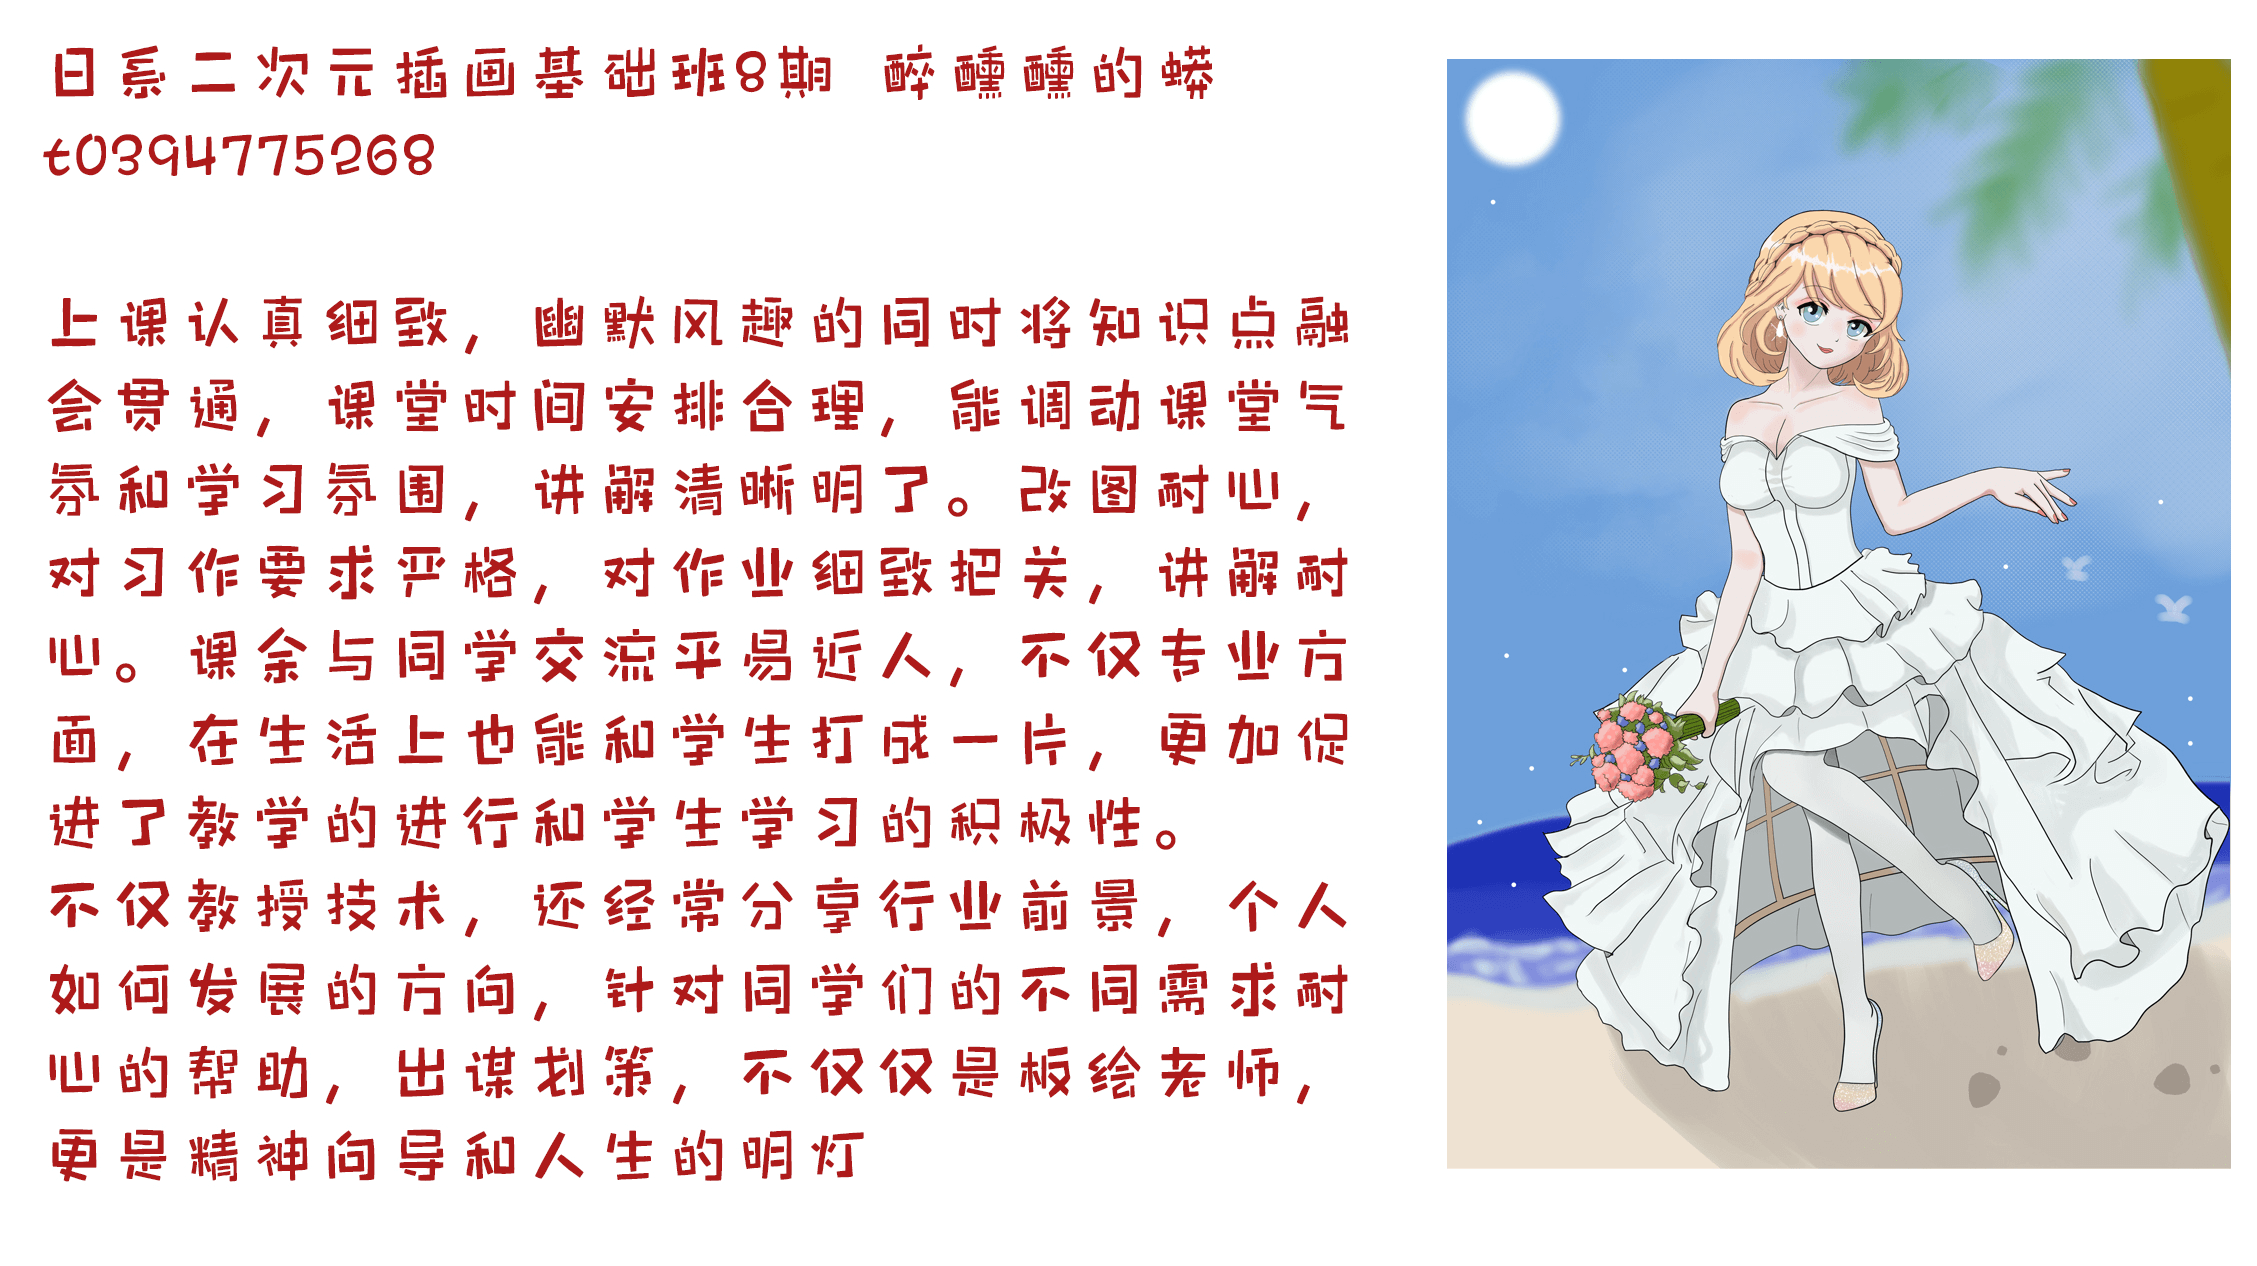 日系二次元插画基础班8期 醉醺醺的蟒
t0394775268
上课认真细致，幽默风趣的同时将知识点融
会贯通，课堂时间安排合理，能调动课堂气
氛和学习氛围，讲解清晰明了。改图耐心，
对习作要求严格，对作业细致把关，讲解耐
心。课余与同学交流平易近人，不仅专业方
面，在生活上也能和学生打成一片，更加促
进了教学的进行和学生学习的积极性。
不仅教授技术，还经常分享行业前景，个人
如何发展的方向，针对同学们的不同需求耐
心的帮助，出谋划策，不仅仅是板绘老师，
更是精神向导和人生的明灯